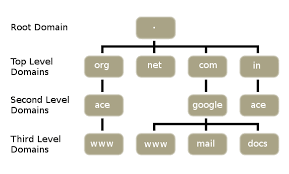 Root Domain .
Top Level Domains org net com in
Second Level Domains ace google ace
Third Level Domains www www mail docs